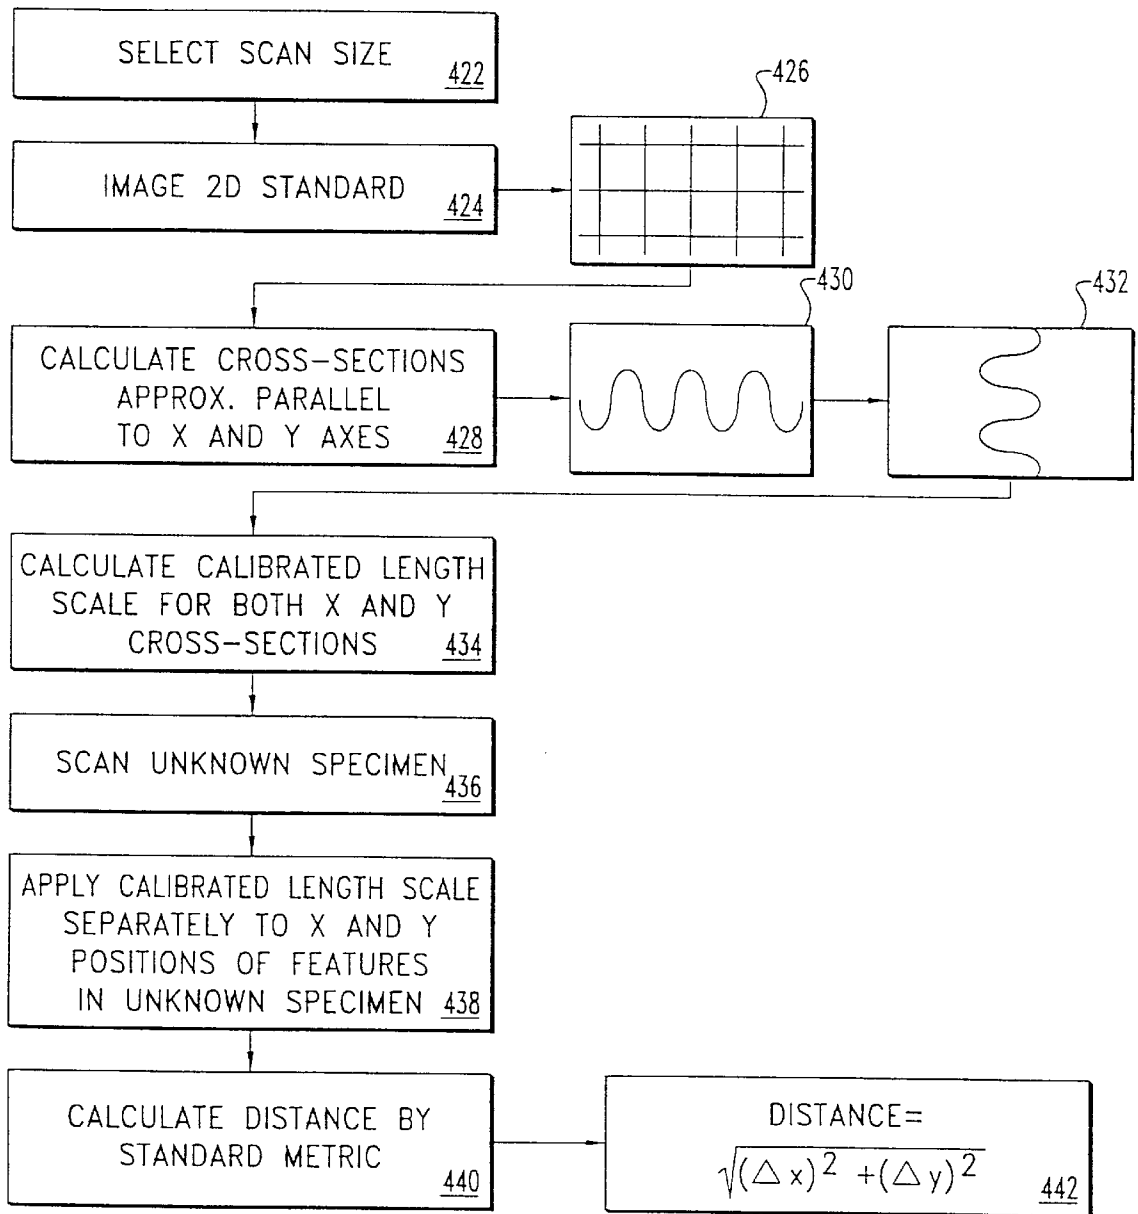 SELECT SCAN SIZE
422
426
IMAGE 2D STANDARD
424
430
432
CALCULATE CROSS-SECTIONS
APPROX. PARALLEL
TO X AND Y AXES
428
CALCULATE CALIBRATED LENGTH
SCALE FOR BOTH X AND Y
CROSS-SECTIONS
434
SCAN UNKNOWN SPECIMEN
436
APPLY CALIBRATED LENGTH SCALE
SEPARATELY TO X AND Y
POSITIONS OF FEATURES
IN UNKNOWN SPECIMEN
438
CALCULATE DISTANCE BY
STANDARD METRIC
440
DISTANCE=
√(Δx)² +(Δy)²
442